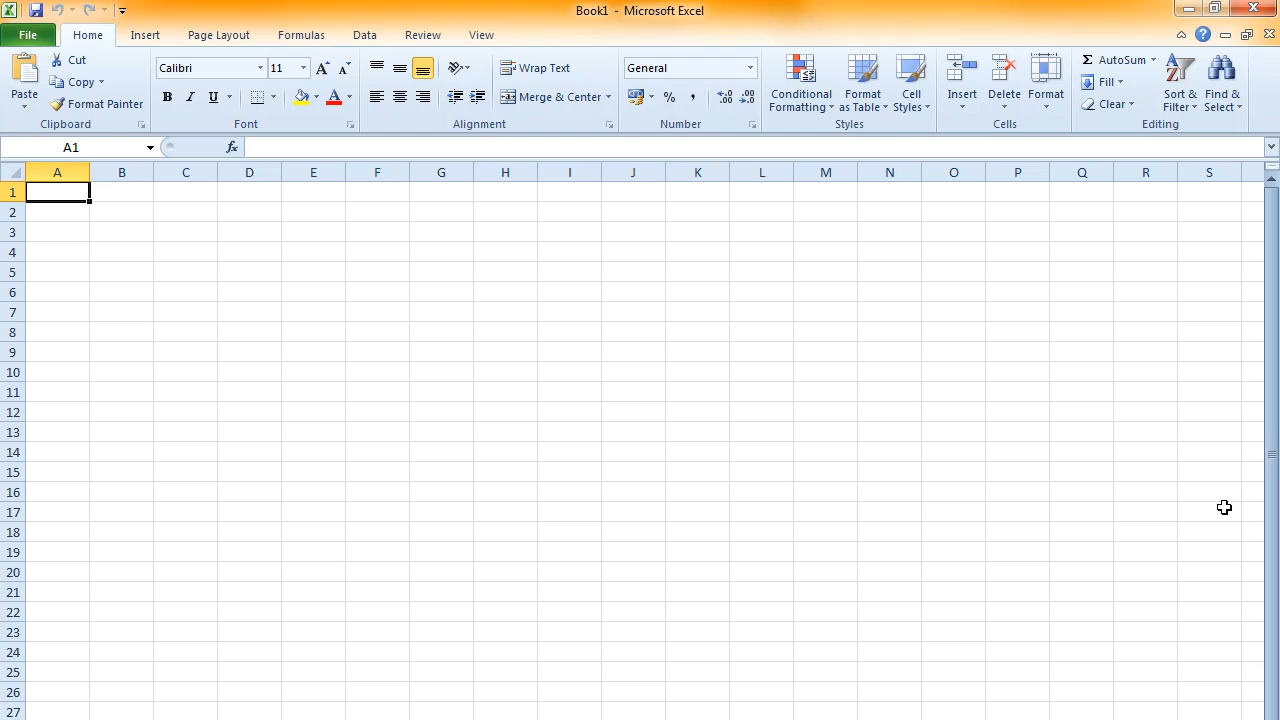 Book1 - Microsoft Excel
File Home Insert Page Layout Formulas Data Review View
Paste
Cut
Copy
Format Painter
Clipboard
Calibri 11
B I U
Font
Wrap Text
Merge & Center
Alignment
General
% ,
Number
Conditional Formatting
Format as Table
Cell Styles
Styles
Insert
Delete
Format
Cells
Σ AutoSum
Fill
Clear
Sort & Filter
Find & Select
Editing
A1 fx
A B C D E F G H I J K L M N O P Q R S
1
2
3
4
5
6
7
8
9
10
11
12
13
14
15
16
17
18
19
20
21
22
23
24
25
26
27